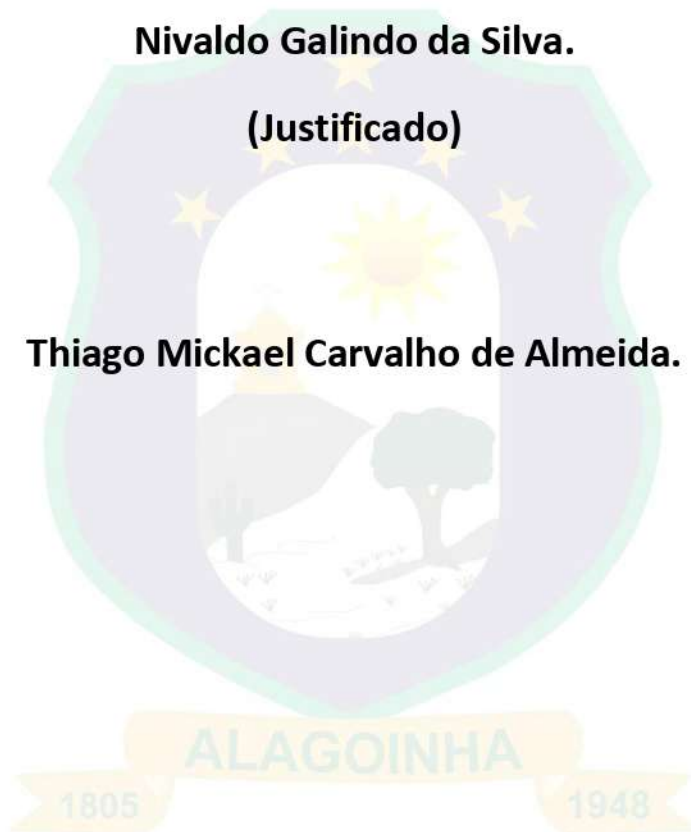 Nivaldo Galindo da Silva.
(Justificado)
Thiago Mickael Carvalho de Almeida.
ALAGOINHA
1805
1948